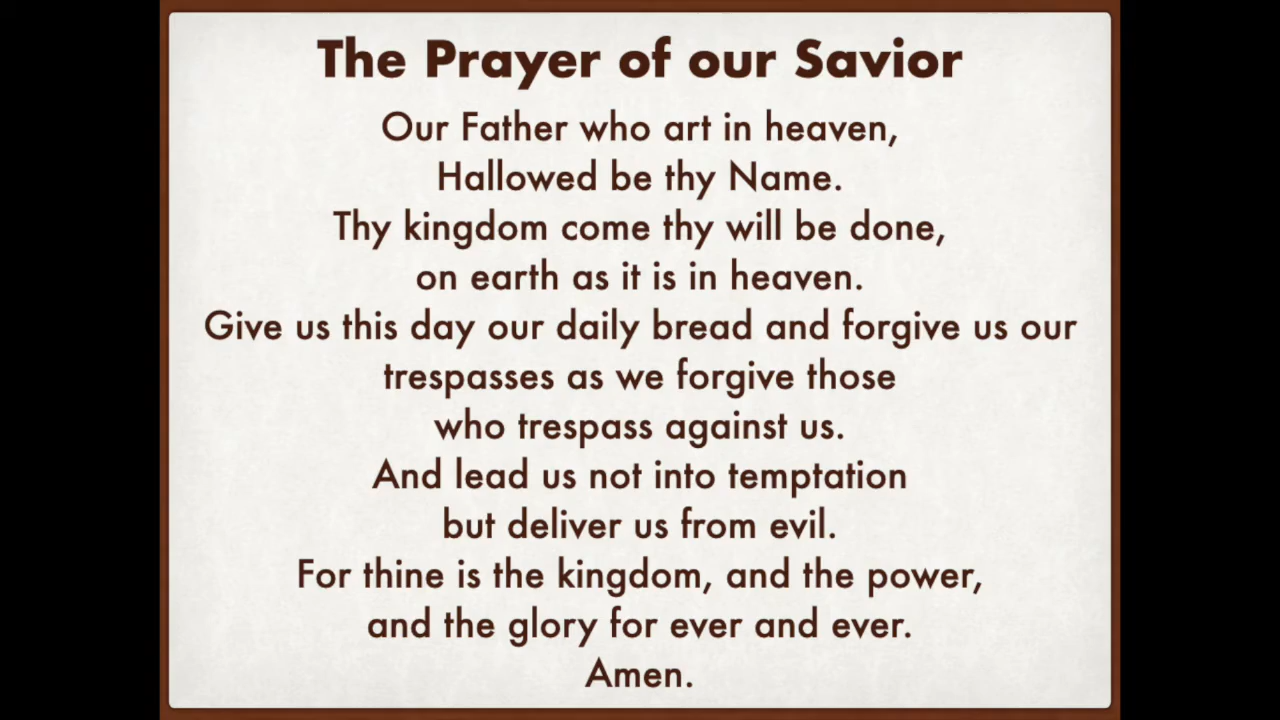 The Prayer of our Savior
Our Father who art in heaven,
Hallowed be thy Name.
Thy kingdom come thy will be done,
on earth as it is in heaven.
Give us this day our daily bread and forgive us our
trespasses as we forgive those
who trespass against us.
And lead us not into temptation
but deliver us from evil.
For thine is the kingdom, and the power,
and the glory for ever and ever.
Amen.